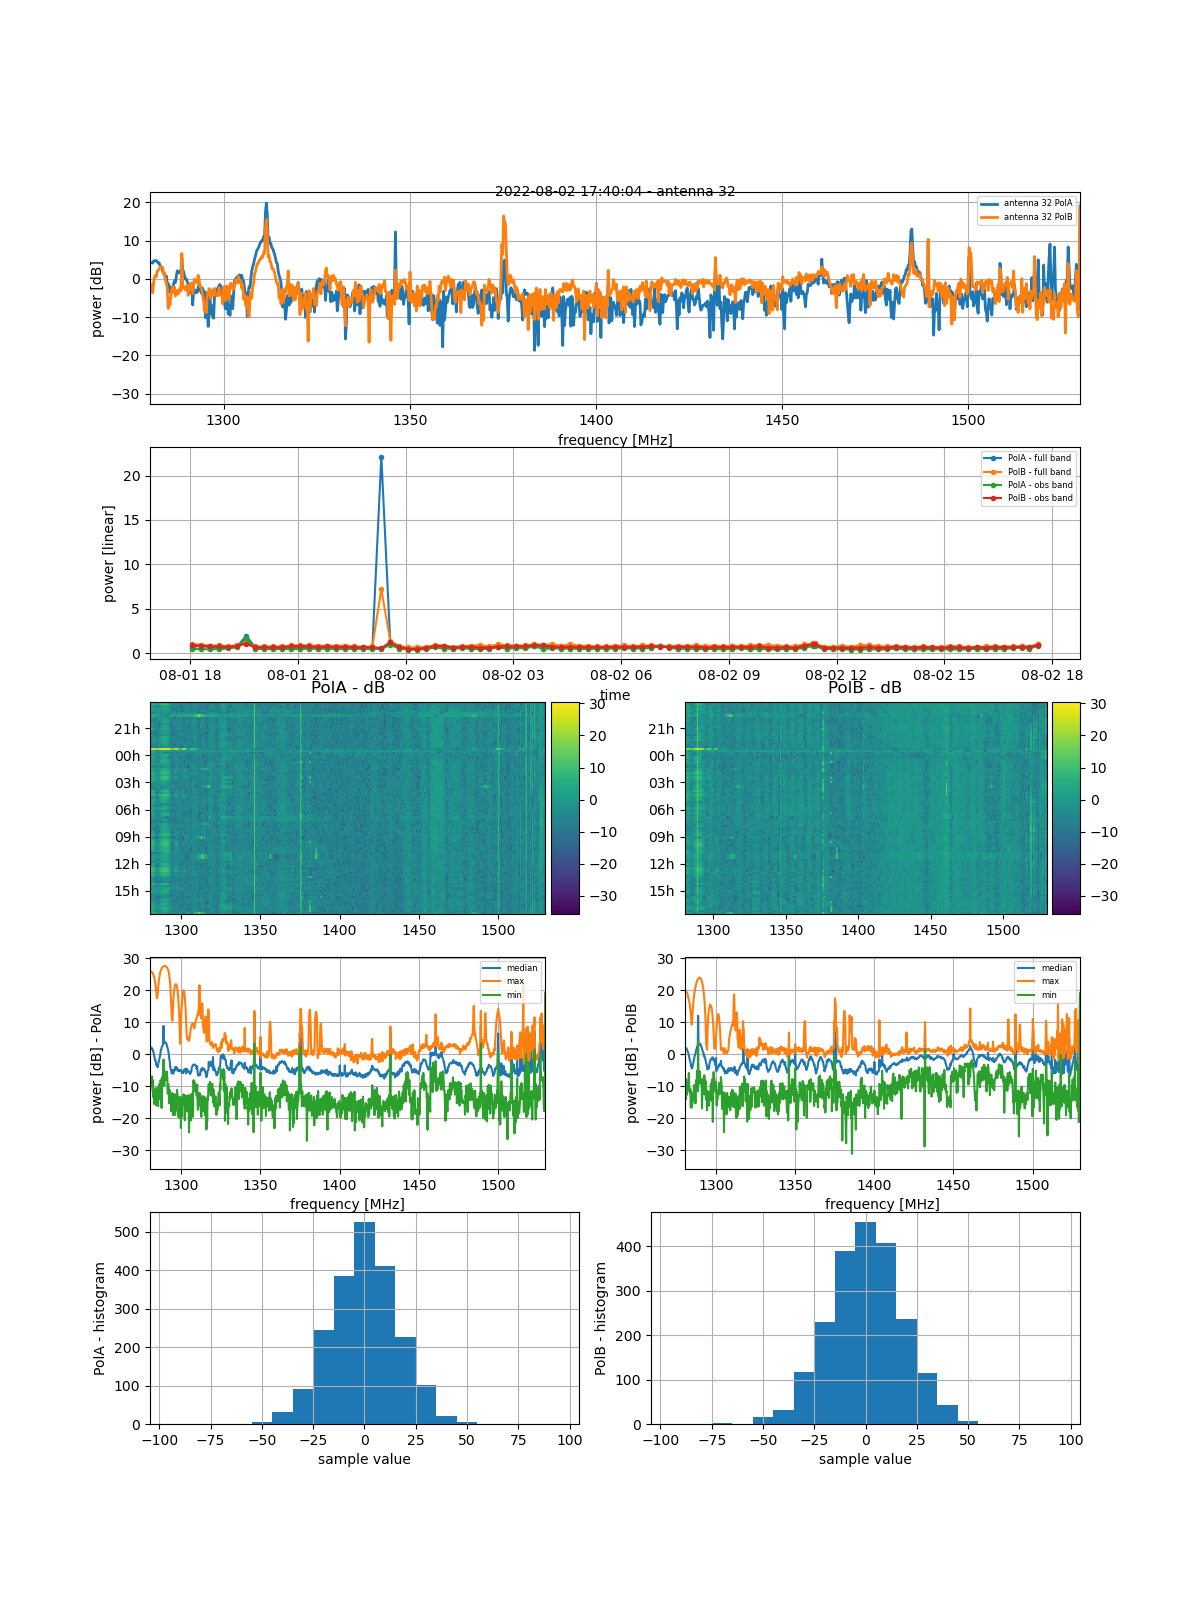 2022-08-02 17:40:04 - antenna 32
power [dB]
20
10
0
−10
−20
−30
antenna 32 PolA
antenna 32 PolB
1300 1350 1400 1450 1500
frequency [MHz]
power [linear]
20
15
10
5
0
PolA - full band
PolB - full band
PolA - obs band
PolB - obs band
08-01 18 08-01 21 08-02 00 08-02 03 08-02 06 08-02 09 08-02 12 08-02 15 08-02 18
time
PolA - dB
21h
00h
03h
06h
09h
12h
15h
1300 1350 1400 1450 1500
30
20
10
0
−10
−20
−30
PolB - dB
21h
00h
03h
06h
09h
12h
15h
1300 1350 1400 1450 1500
30
20
10
0
−10
−20
−30
power [dB] - PolA
30
20
10
0
−10
−20
−30
median
max
min
1300 1350 1400 1450 1500
frequency [MHz]
power [dB] - PolB
30
20
10
0
−10
−20
−30
median
max
min
1300 1350 1400 1450 1500
frequency [MHz]
PolA - histogram
500
400
300
200
100
0
−100 −75 −50 −25 0 25 50 75 100
sample value
PolB - histogram
400
300
200
100
0
−100 −75 −50 −25 0 25 50 75 100
sample value